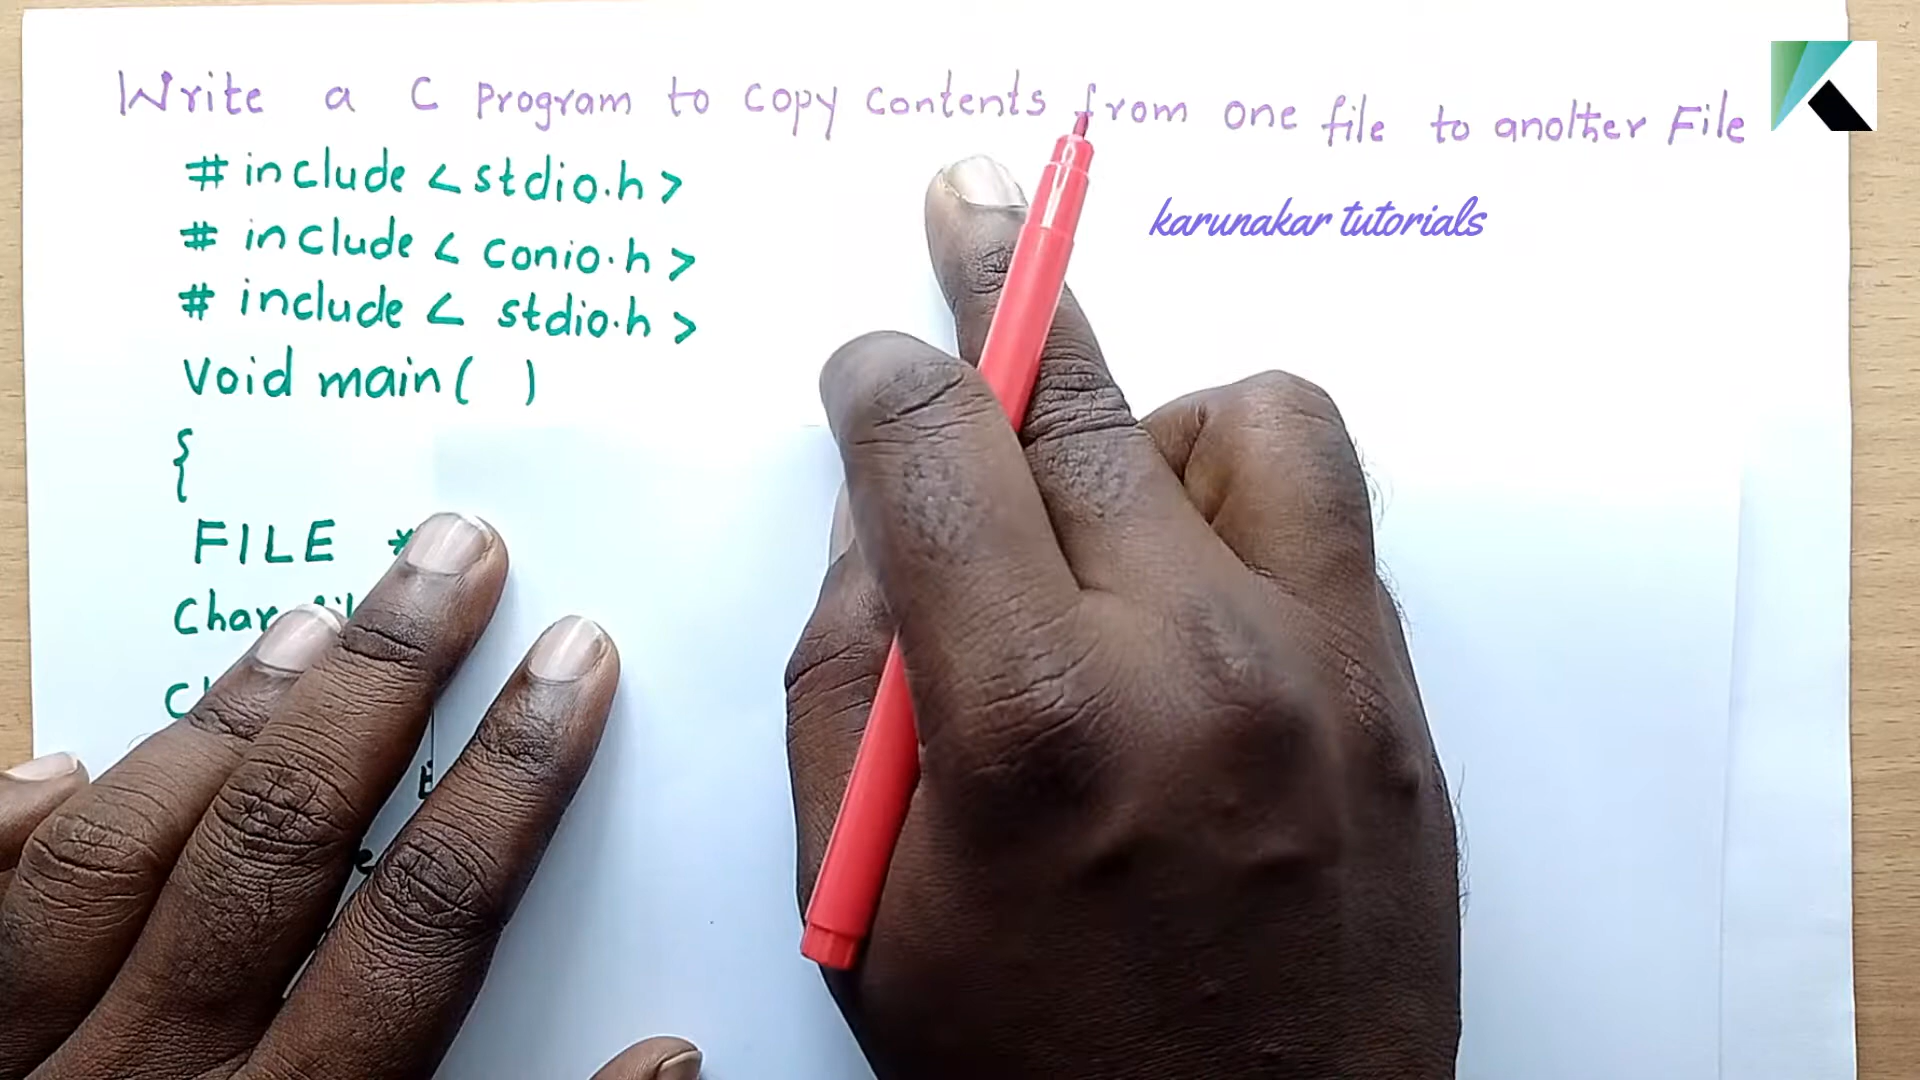 Write a C program to copy contents from one file to another File
# include < stdio.h >
karunakar tutorials
# include < conio.h >
# include < stdio.h >
Void main( )
{
FILE *
Char